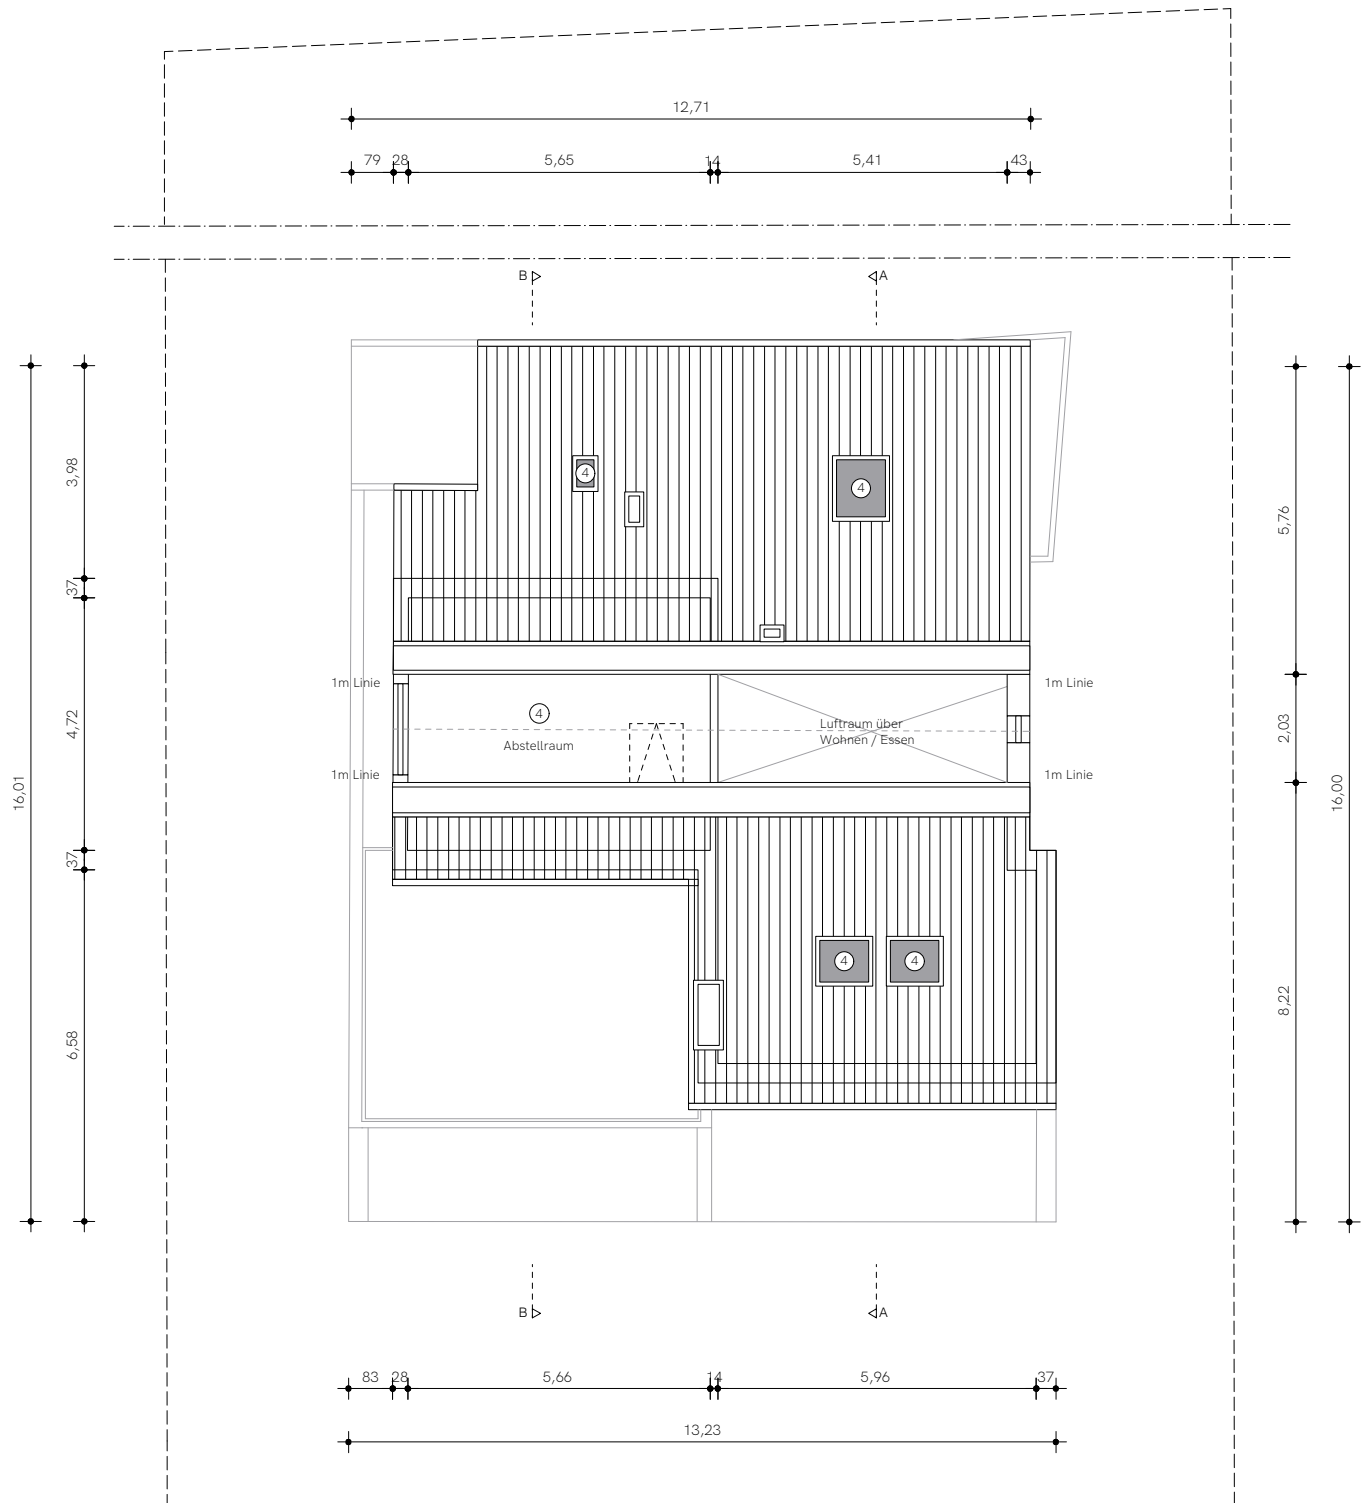 12,71
79 28 5,65 14 5,41 43
B A
4
4
3,98
37
4,72
37
6,58
16,01
5,76
2,03
8,22
16,00
1m Linie 1m Linie
4
Abstellraum
Luftraum über
Wohnen / Essen
1m Linie 1m Linie
4 4
B A
83 28 5,66 14 5,96 37
13,23